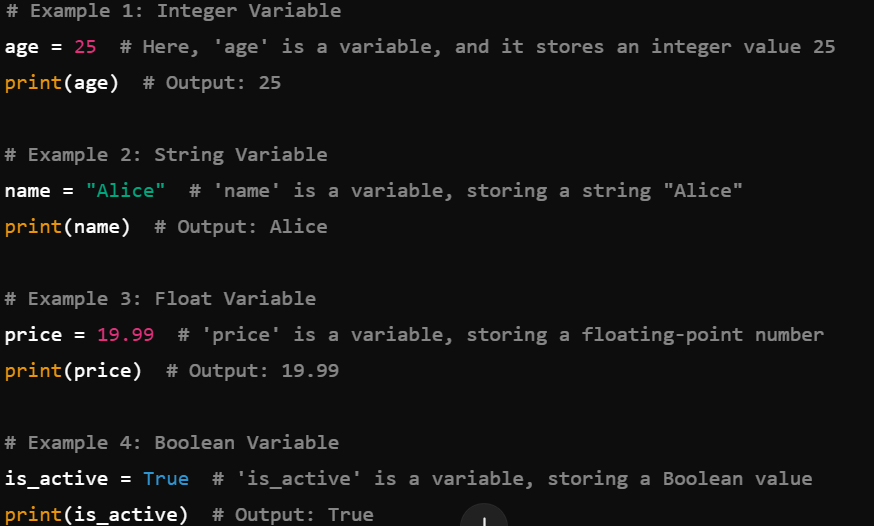 # Example 1: Integer Variable
age = 25  # Here, 'age' is a variable, and it stores an integer value 25
print(age)  # Output: 25
# Example 2: String Variable
name = "Alice"  # 'name' is a variable, storing a string "Alice"
print(name)  # Output: Alice
# Example 3: Float Variable
price = 19.99  # 'price' is a variable, storing a floating-point number
print(price)  # Output: 19.99
# Example 4: Boolean Variable
is_active = True  # 'is_active' is a variable, storing a Boolean value
print(is_active)  # Output: True